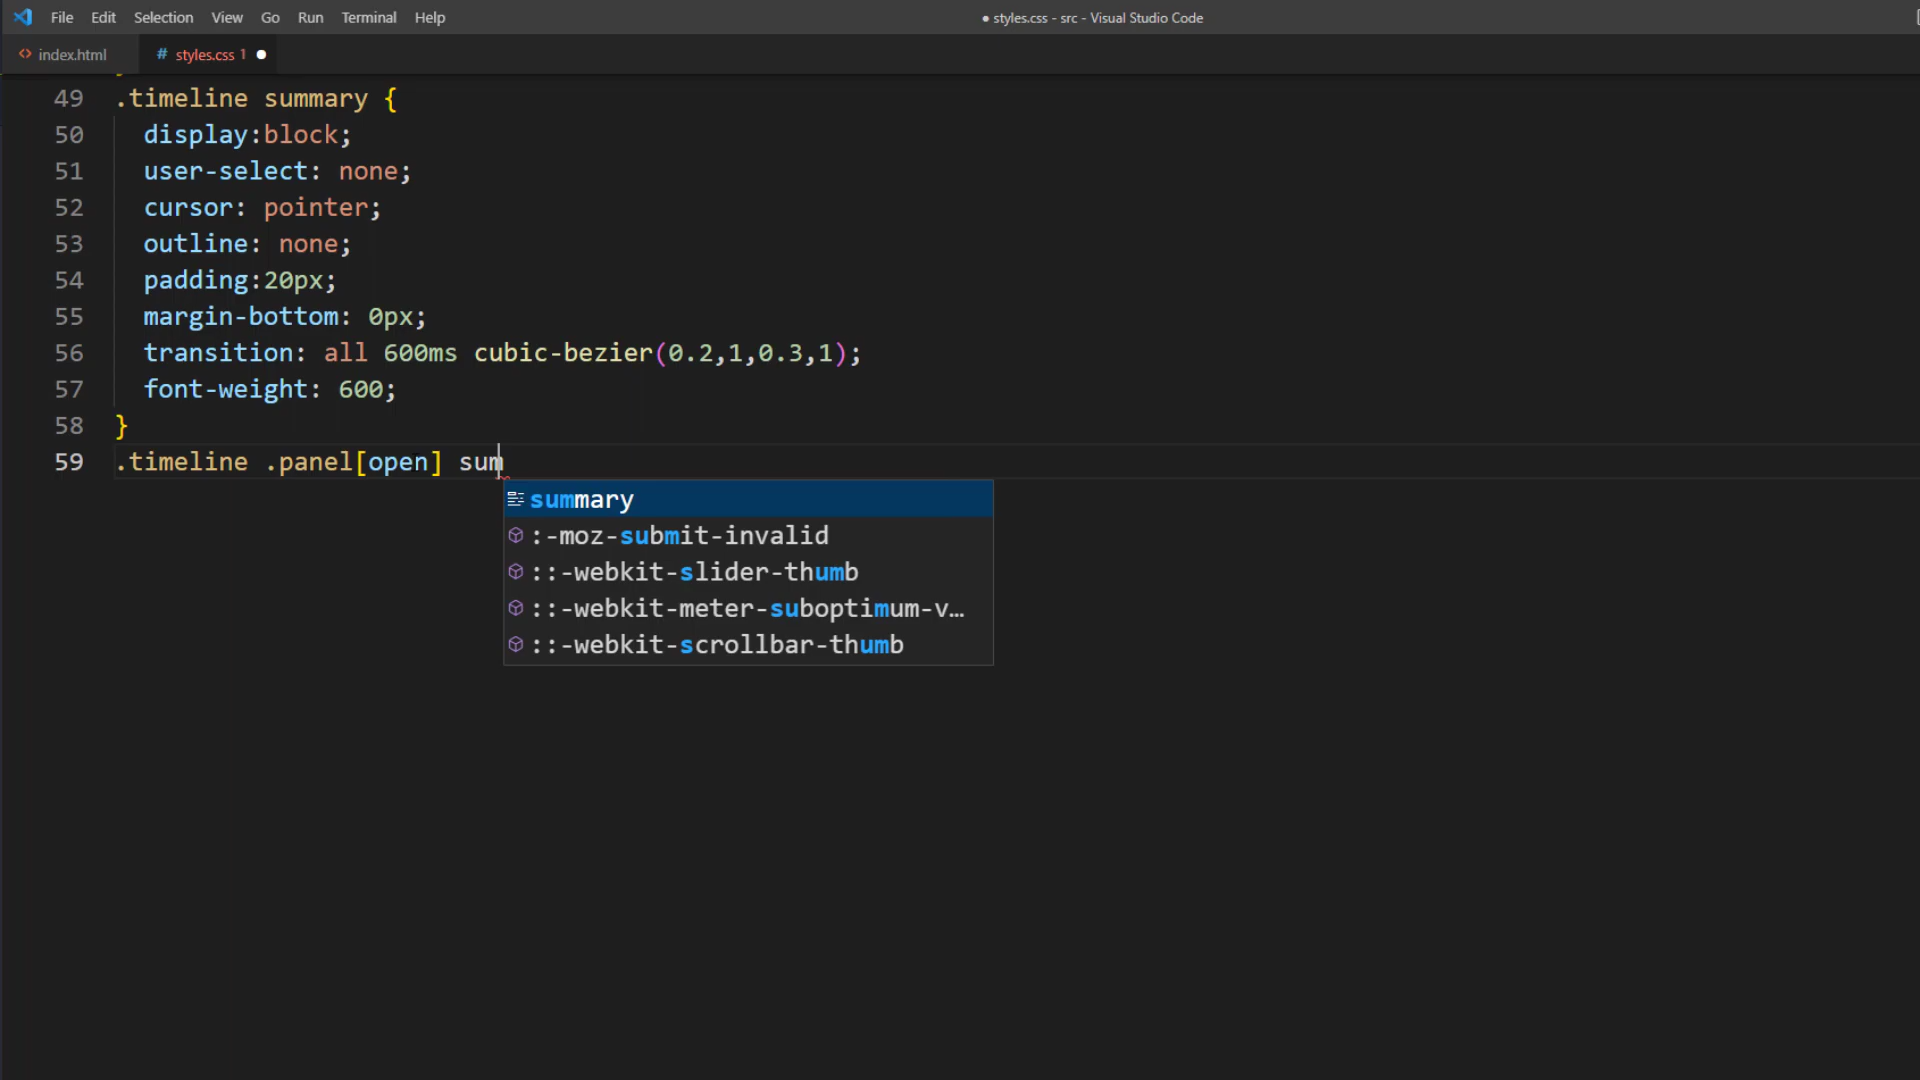 File Edit Selection View Go Run Terminal Help
● styles.css - src - Visual Studio Code
<> index.html
# styles.css 1 ●
49 .timeline summary {
50 display:block;
51 user-select: none;
52 cursor: pointer;
53 outline: none;
54 padding:20px;
55 margin-bottom: 0px;
56 transition: all 600ms cubic-bezier(0.2,1,0.3,1);
57 font-weight: 600;
58 }
59 .timeline .panel[open] sum
summary
:-moz-submit-invalid
::-webkit-slider-thumb
::-webkit-meter-suboptimum-v…
::-webkit-scrollbar-thumb